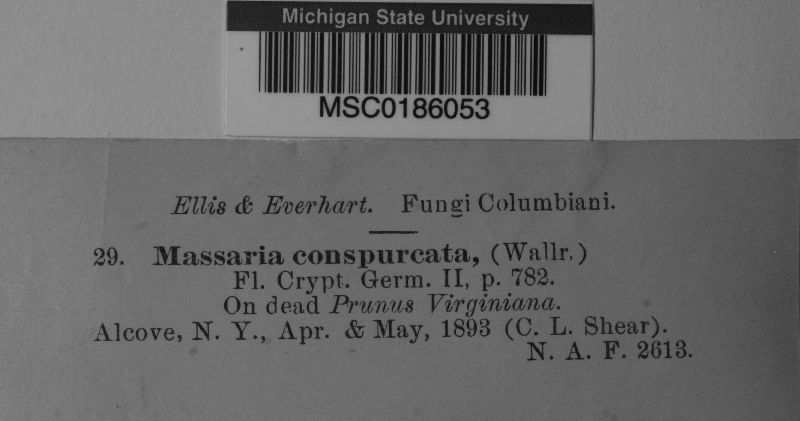 Michigan State University
MSC0186053
Ellis & Everhart. Fungi Columbiani.
29. Massaria conspurcata, (Wallr.)
Fl. Crypt. Germ. II, p. 782.
On dead Prunus Virginiana.
Alcove, N. Y., Apr. & May, 1893 (C. L. Shear).
N. A. F. 2613.